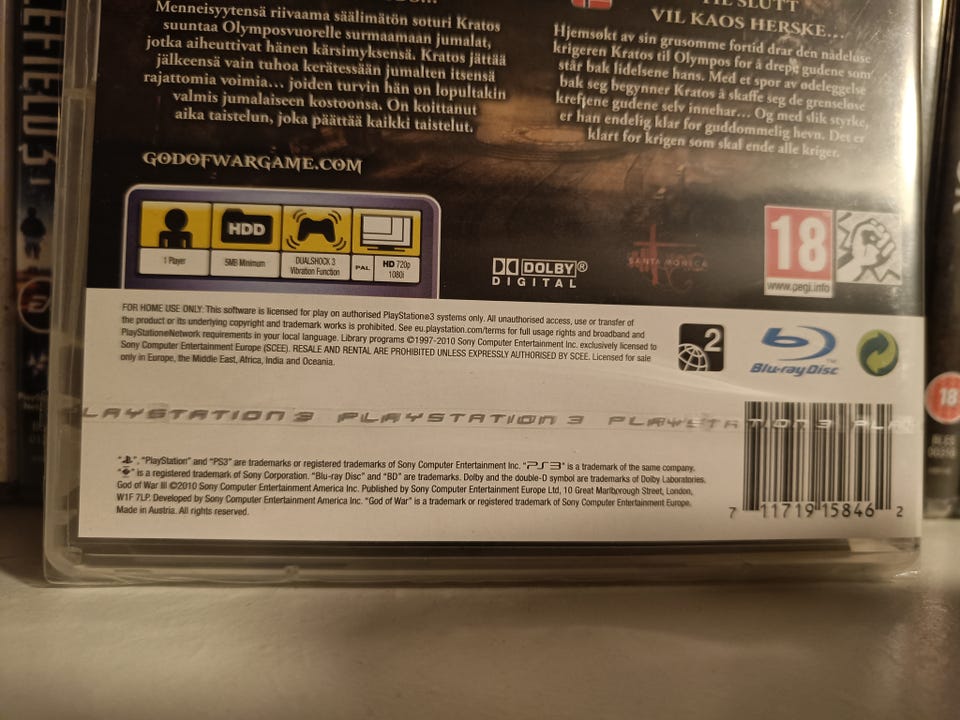 Menneisyytensä riivaama säälimätön soturi Kratos
suuntaa Olymposvuorelle surmaamaan jumalat,
jotka aiheuttivat hänen kärsimyksensä. Kratos jättää
jälkeensä vain tuhoa kerätessään jumalten itsensä
rajattomia voimia... joiden turvin hän on lopultakin
valmis jumalaiseen kostoonsa. On koittanut
aika taistelun, joka päättää kaikki taistelut.
TIL SLUTT
VIL KAOS HERSKE...
Hjemsøkt av sin grusomme fortid drar den nådeløse
krigeren Kratos til Olympos for å drepe gudene som
står bak lidelsene hans. Med et spor av ødeleggelse
bak seg begynner Kratos å skaffe seg de grenseløse
kreftene gudene selv innehar... Og med slik styrke,
er han endelig klar for guddommelig hevn. Det er
klart for krigen som skal ende alle kriger.
GODOFWARGAME.COM
HDD
1 Player
5MB Minimum
DUALSHOCK 3
Vibration Function
PAL
HD 720p
1080i
DOLBY®
DIGITAL
SANTA MONICA
18
www.pegi.info
FOR HOME USE ONLY: This software is licensed for play on authorised PlayStation®3 systems only. All unauthorised access, use or transfer of
the product or its underlying copyright and trademark works is prohibited. See eu.playstation.com/terms for full usage rights and broadband and
PlayStation®Network requirements in your local language. Library programs ©1997-2010 Sony Computer Entertainment Inc. exclusively licensed to
Sony Computer Entertainment Europe (SCEE). RESALE AND RENTAL ARE PROHIBITED UNLESS EXPRESSLY AUTHORISED BY SCEE. Licensed for sale
only in Europe, the Middle East, Africa, India and Oceania.
2
Blu-ray Disc™
LAYSTATION 3 PLAYSTATION 3 PLAYSTATION 3 PLA
" ", "PlayStation" and "PS3" are trademarks or registered trademarks of Sony Computer Entertainment Inc. "PS3" is a trademark of the same company.
" " is a registered trademark of Sony Corporation. "Blu-ray Disc" and "BD" are trademarks. Dolby and the double-D symbol are trademarks of Dolby Laboratories.
God of War III ©2010 Sony Computer Entertainment America Inc. Published by Sony Computer Entertainment Europe Ltd, 10 Great Marlborough Street, London,
W1F 7LP. Developed by Sony Computer Entertainment America Inc. "God of War" is a trademark or registered trademark of Sony Computer Entertainment Europe.
Made in Austria. All rights reserved.
7 11719 15846 2
EFIELD 3
EA
18